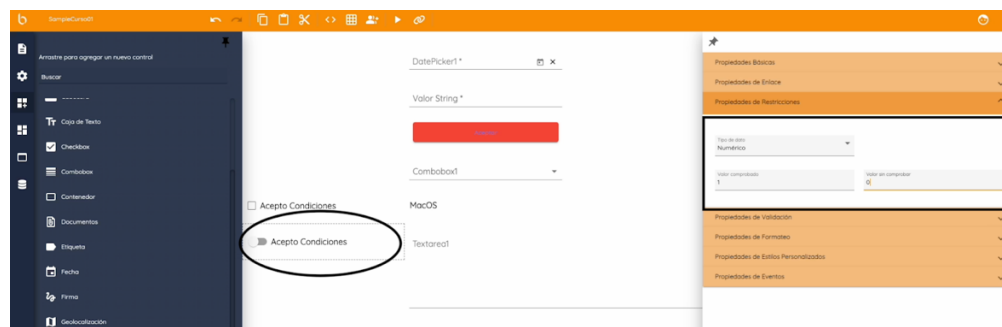 b SampleCurso01
Arrastre para agregar un nuevo control
Buscar
Caja de Texto
Checkbox
Combobox
Contenedor
Documentos
Etiqueta
Fecha
Firma
Geolocalización
DatePicker1 *
Valor String *
Combobox1
Acepto Condiciones
MacOS
Acepto Condiciones
Textarea1
Propiedades Básicas
Propiedades de Enlace
Propiedades de Restricciones
Tipo de dato
Numérico
Valor comprobado
1
Valor sin comprobar
0
Propiedades de Validación
Propiedades de Formateo
Propiedades de Estilos Personalizados
Propiedades de Eventos